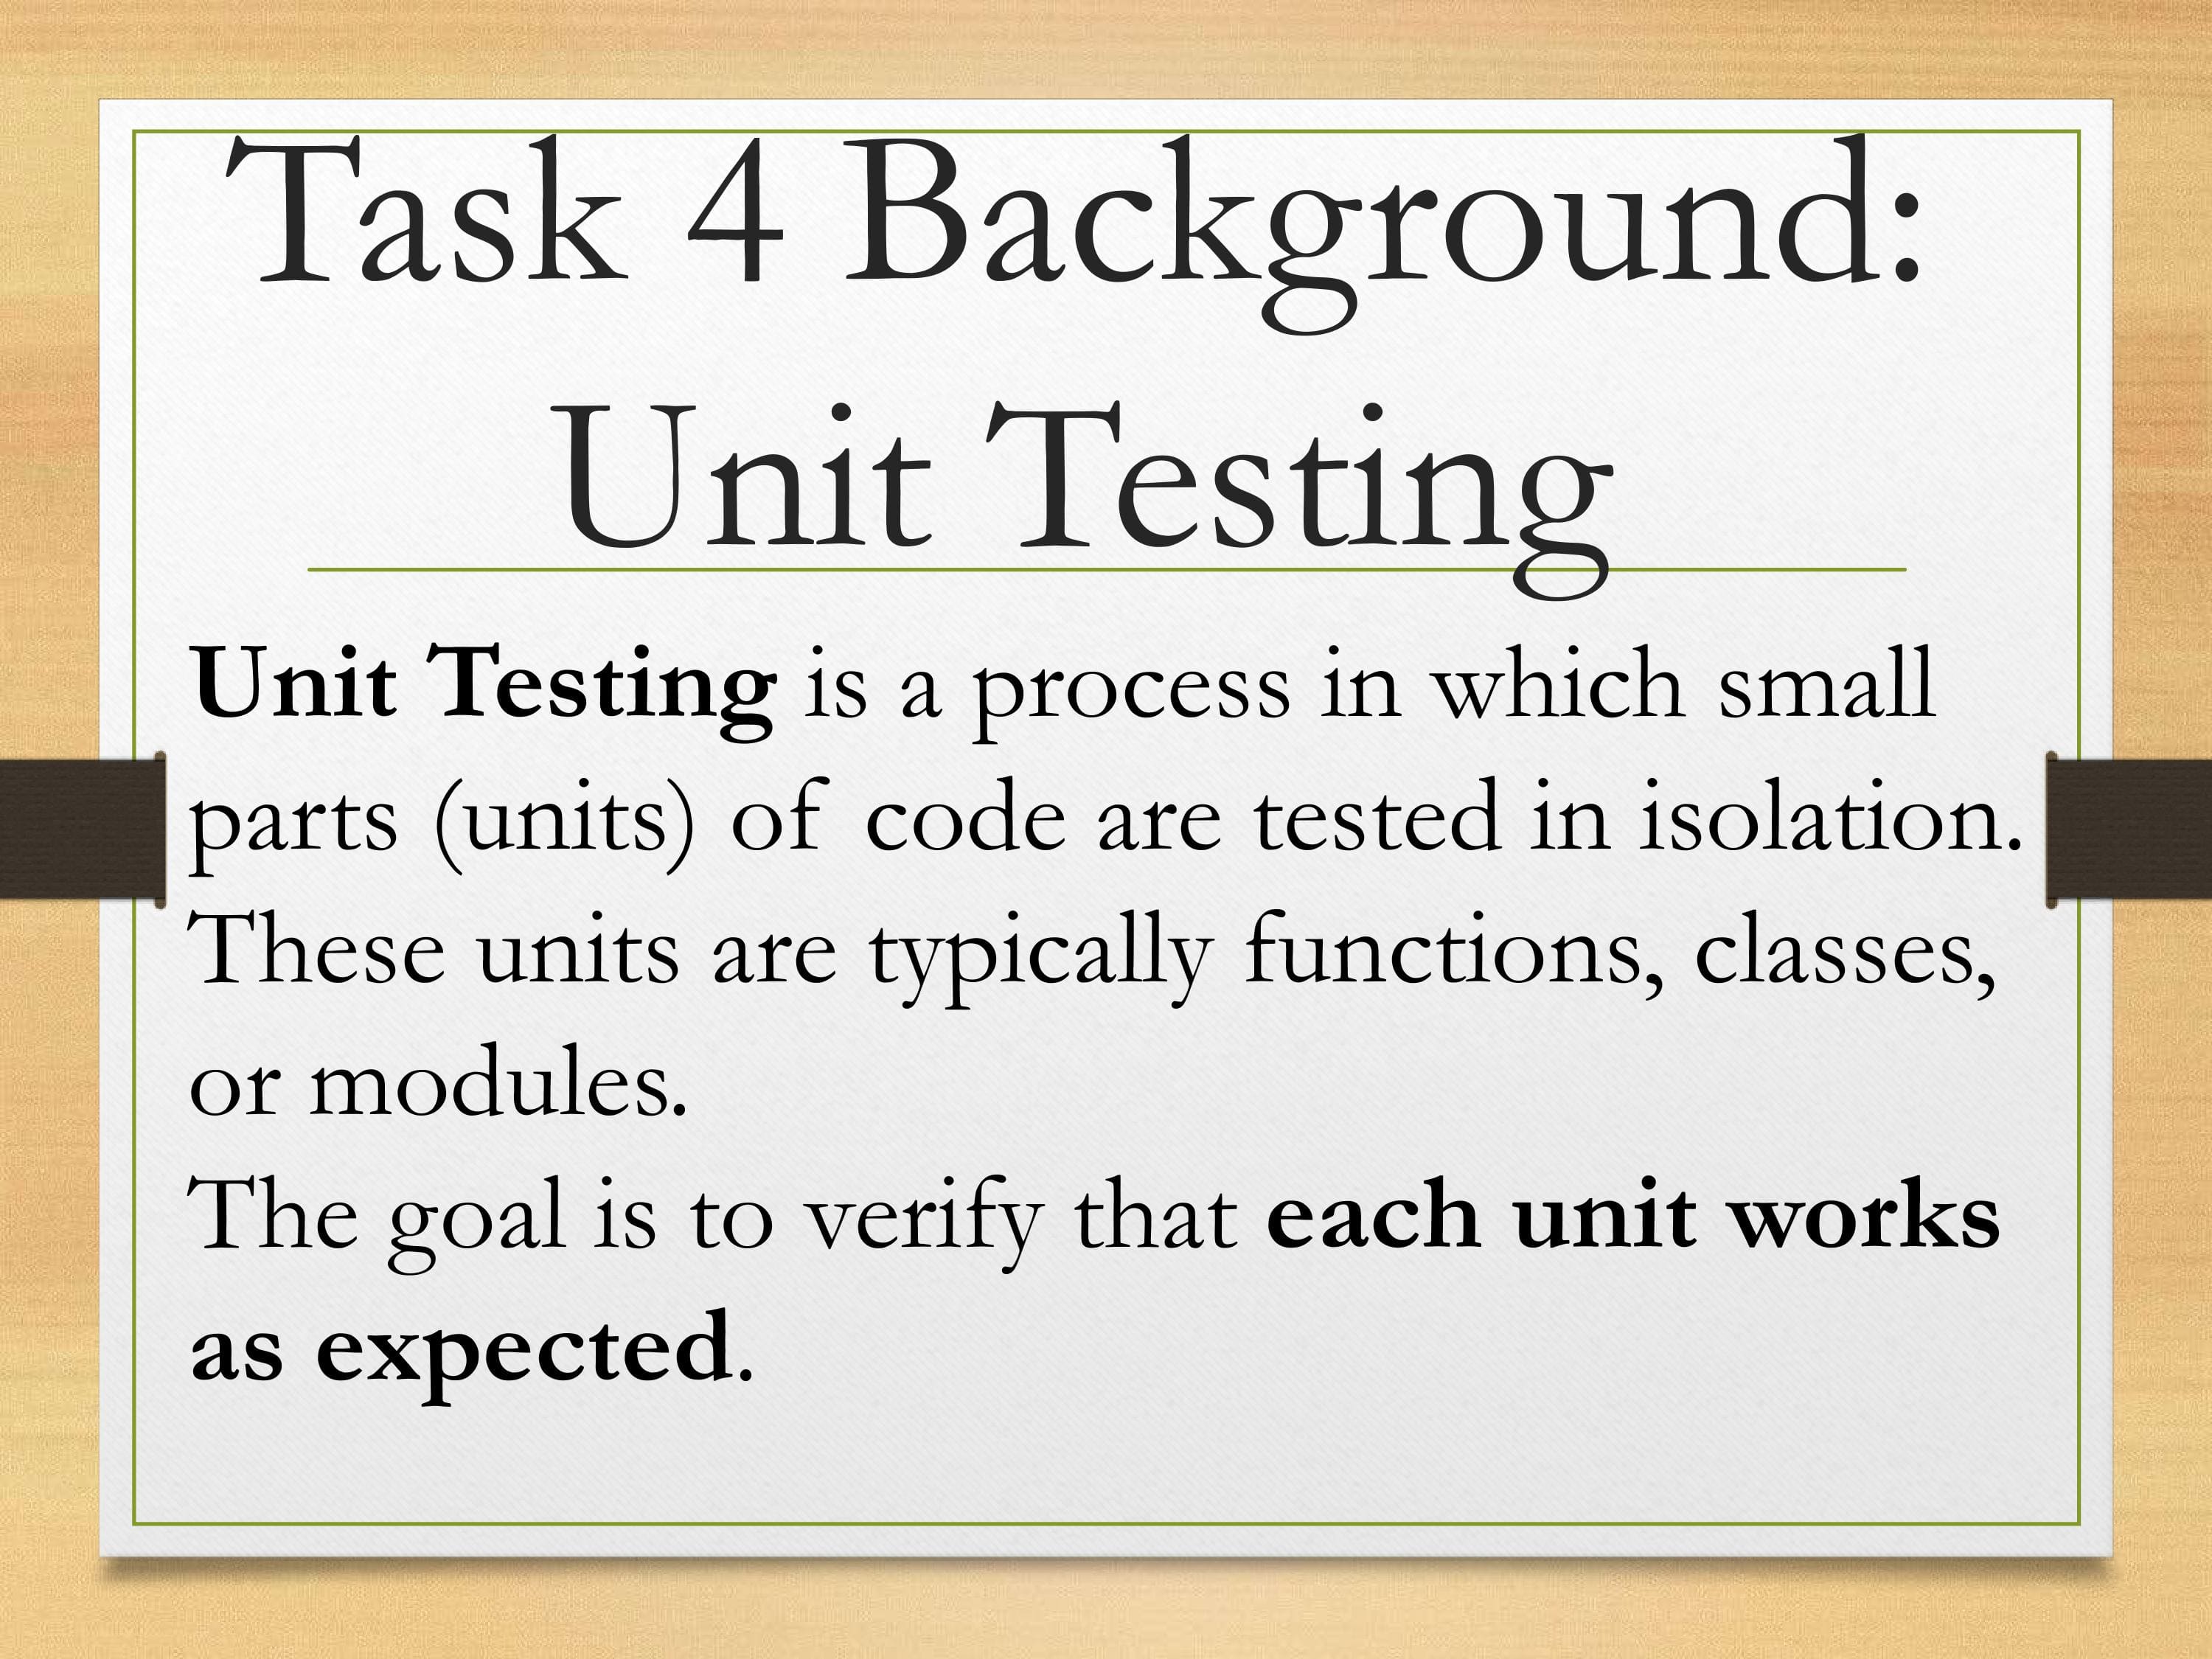 Task 4 Background:
Unit Testing
Unit Testing is a process in which small
parts (units) of code are tested in isolation.
These units are typically functions, classes,
or modules.
The goal is to verify that each unit works
as expected.